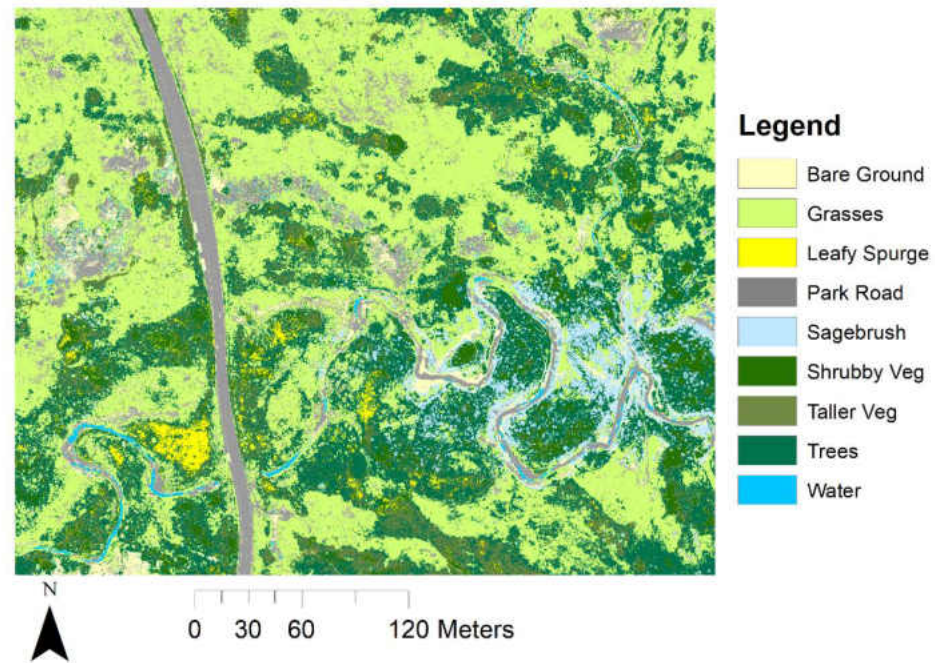 Legend
Bare Ground
Grasses
Leafy Spurge
Park Road
Sagebrush
Shrubby Veg
Taller Veg
Trees
Water
N
0 30 60 120 Meters